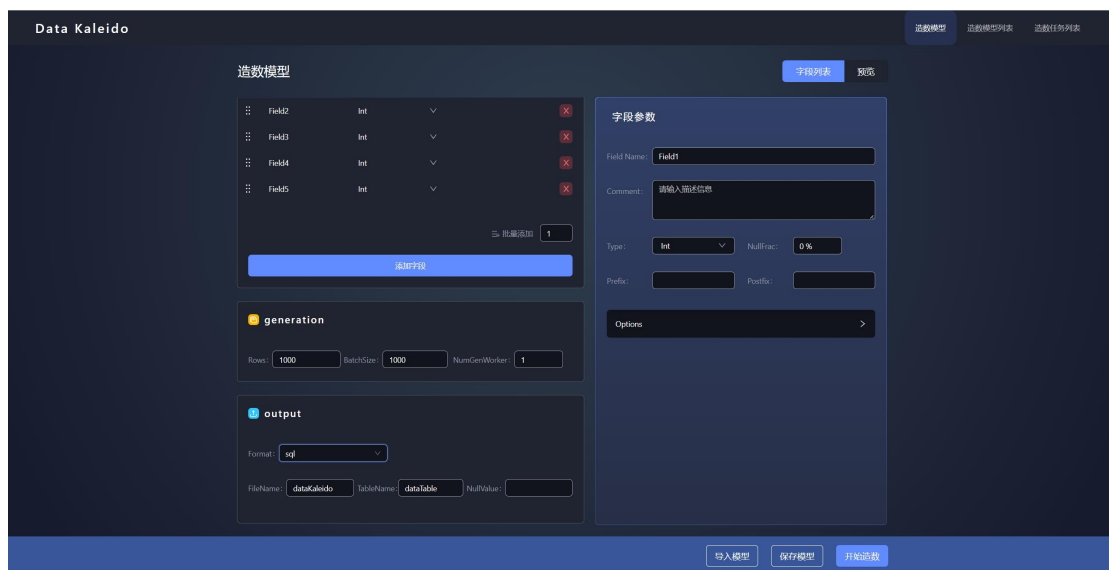 Data Kaleido 造数模型 造数模型列表 造数任务列表
造数模型 字段列表 预览
Field2 Int X
Field3 Int X
Field4 Int X
Field5 Int X
批量添加 1
添加字段
generation
Rows: 1000 BatchSize: 1000 NumGenWorker: 1
output
Format: sql
FileName: dataKaleido TableName: dataTable NullValue:
字段参数
Field Name: Field1
Comment: 请输入描述信息
Type: Int NullFrac: 0 %
Prefix: Postfix:
Options
导入模型 保存模型 开始造数